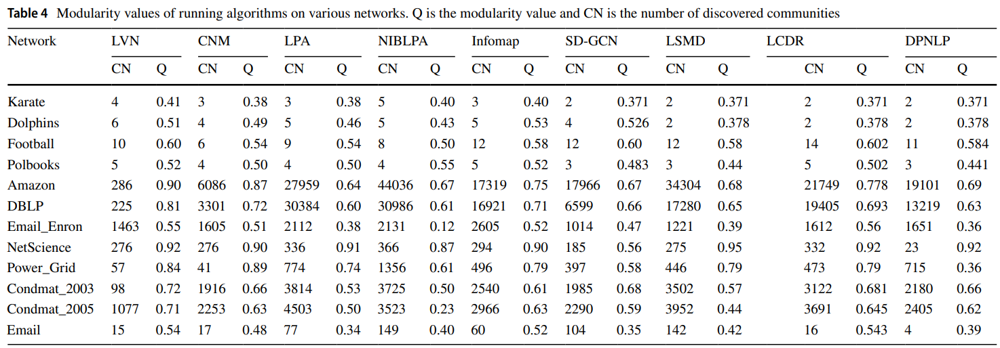 Table 4 Modularity values of running algorithms on various networks. Q is the modularity value and CN is the number of discovered communities
Network LVN CNM LPA NIBLPA Infomap SD-GCN LSMD LCDR DPNLP
CN Q CN Q CN Q CN Q CN Q CN Q CN Q CN Q CN Q
Karate 4 0.41 3 0.38 3 0.38 5 0.40 3 0.40 2 0.371 2 0.371 2 0.371 2 0.371
Dolphins 6 0.51 4 0.49 5 0.46 5 0.43 5 0.53 4 0.526 2 0.378 2 0.378 2 0.378
Football 10 0.60 6 0.54 9 0.54 8 0.50 12 0.58 12 0.60 12 0.58 14 0.602 11 0.584
Polbooks 5 0.52 4 0.50 4 0.50 4 0.55 5 0.52 3 0.483 3 0.44 5 0.502 3 0.441
Amazon 286 0.90 6086 0.87 27959 0.64 44036 0.67 17319 0.75 17966 0.67 34304 0.68 21749 0.778 19101 0.69
DBLP 225 0.81 3301 0.72 30384 0.60 30986 0.61 16921 0.71 6599 0.66 17280 0.65 19405 0.693 13219 0.63
Email_Enron 1463 0.55 1605 0.51 2112 0.38 2131 0.12 2605 0.52 1014 0.47 1221 0.39 1612 0.56 1651 0.36
NetScience 276 0.92 276 0.90 336 0.91 366 0.87 294 0.90 185 0.56 275 0.95 332 0.92 23 0.92
Power_Grid 57 0.84 41 0.89 774 0.74 1356 0.61 496 0.79 397 0.58 446 0.79 473 0.79 715 0.36
Condmat_2003 98 0.72 1916 0.66 3814 0.53 3725 0.50 2540 0.61 1985 0.68 3502 0.57 3122 0.681 2180 0.66
Condmat_2005 1077 0.71 2253 0.63 4503 0.50 3523 0.23 2966 0.63 2290 0.59 3952 0.44 3691 0.645 2405 0.62
Email 15 0.54 17 0.48 77 0.34 149 0.40 60 0.52 104 0.35 142 0.42 16 0.543 4 0.39